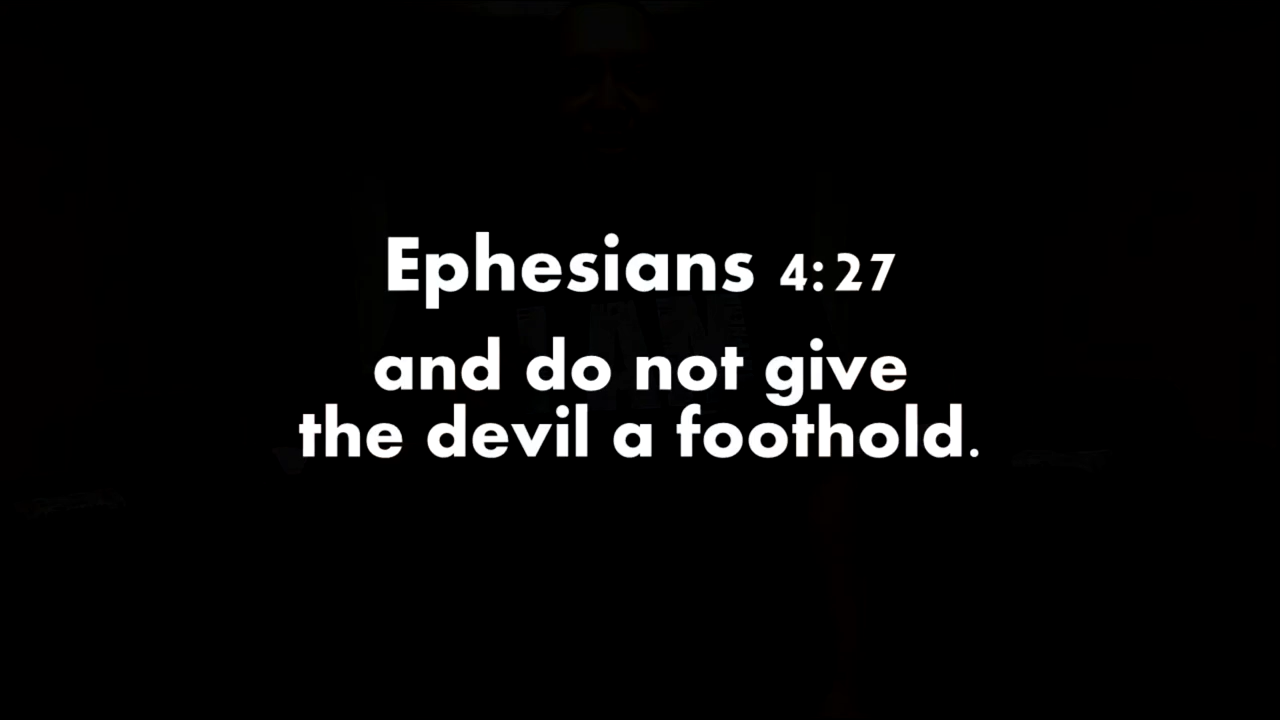 Ephesians 4:27
and do not give
the devil a foothold.